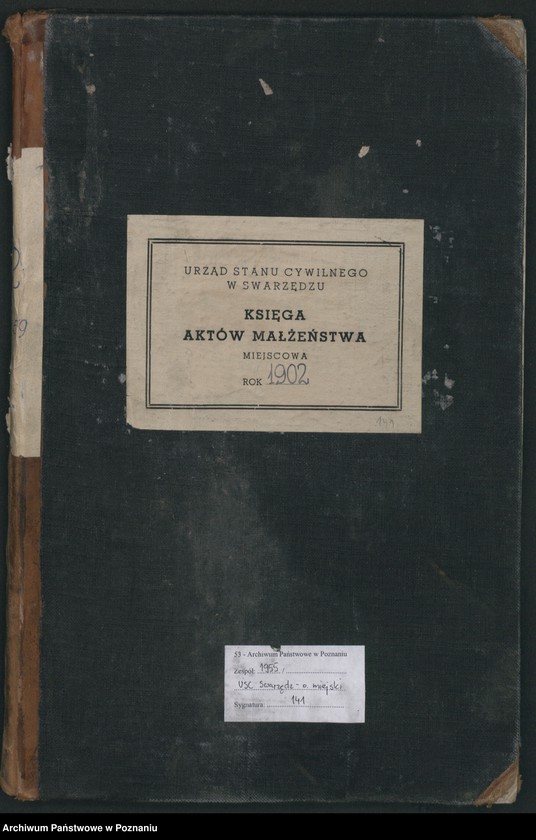 URZĄD STANU CYWILNEGO
W SWARZĘDZU
KSIĘGA
AKTÓW MAŁŻEŃSTWA
MIEJSCOWA
ROK 1902
141
53 - Archiwum Państwowe w Poznaniu
Zespół: 1955
USC Swarzędz - o. miejski
Sygnatura: 141
Archiwum Państwowe w Poznaniu